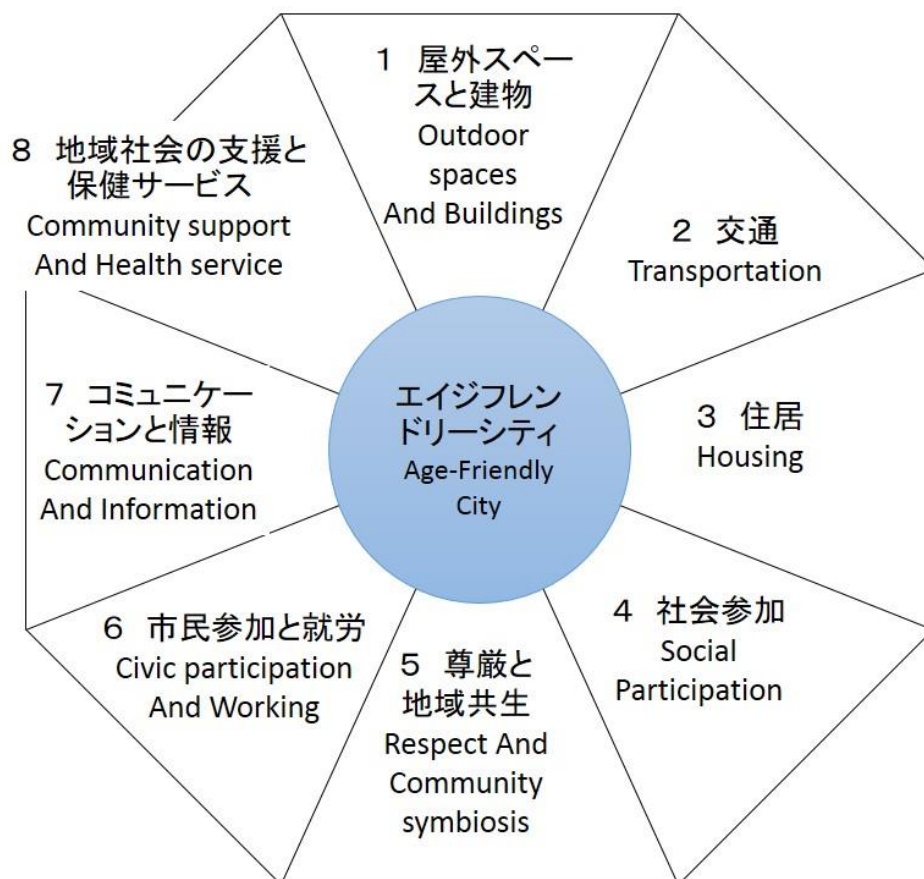 1 屋外スペー
スと建物
Outdoor
spaces
And Buildings
2 交通
Transportation
3 住居
Housing
4 社会参加
Social
Participation
5 尊厳と
地域共生
Respect And
Community
symbiosis
6 市民参加と就労
Civic participation
And Working
7 コミュニケー
ションと情報
Communication
And Information
8 地域社会の支援と
保健サービス
Community support
And Health service
エイジフレン
ドリーシティ
Age-Friendly
City